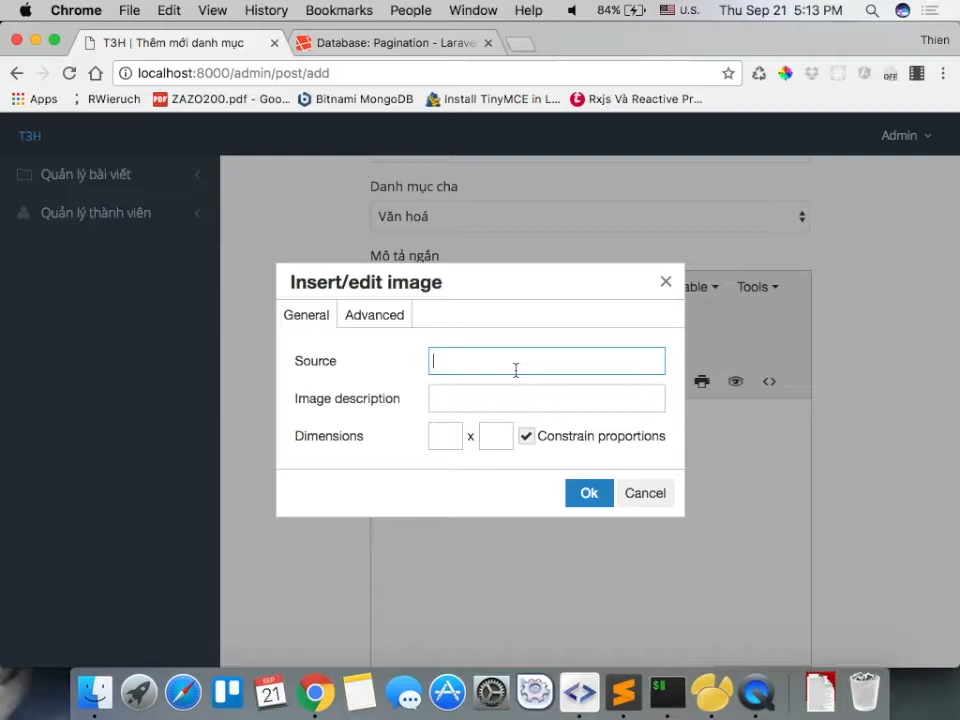 Chrome File Edit View History Bookmarks People Window Help 84% U.S. Thu Sep 21 5:13 PM
T3H | Thêm mới danh mục Database: Pagination - Larave Thien
localhost:8000/admin/post/add OFF
Apps RWieruch PDF ZAZO200.pdf - Goo... Bitnami MongoDB Install TinyMCE in L... Rxjs Và Reactive Pr...
T3H Admin
Quản lý bài viết
Quản lý thành viên
Danh mục cha
Văn hoá
Mô tả ngắn
able Tools
Insert/edit image
General Advanced
Source
Image description
Dimensions x Constrain proportions
Ok Cancel
SEP
21